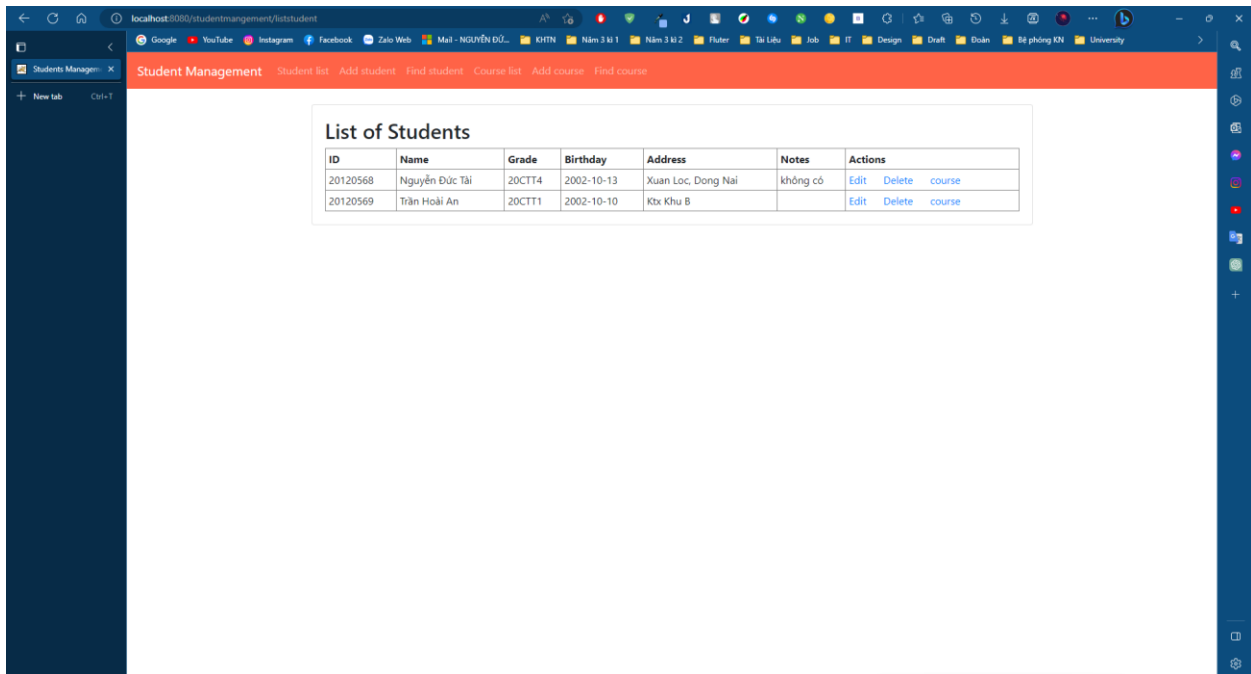 localhost:8080/studentmangement/liststudent
Google YouTube Instagram Facebook Zalo Web Mail - NGUYỄN ĐỨ... KHTN Năm 3 kì 1 Năm 3 kì 2 Fluter Tài Liệu Job IT Design Draft Đoàn Bệ phóng KN University
Students Managem
Student Management Student list Add student Find student Course list Add course Find course
New tab Ctrl+T
List of Students
ID Name Grade Birthday Address Notes Actions
20120568 Nguyễn Đức Tài 20CTT4 2002-10-13 Xuan Loc, Dong Nai không có Edit Delete course
20120569 Trần Hoài An 20CTT1 2002-10-10 Ktx Khu B Edit Delete course